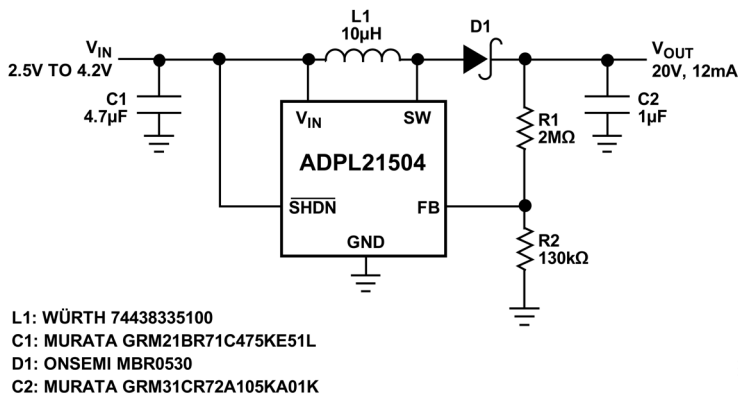 L1
10µH
D1
VIN
2.5V TO 4.2V
VOUT
20V, 12mA
C1
4.7µF
VIN
SW
R1
2MΩ
C2
1µF
ADPL21504
SHDN
FB
GND
R2
130kΩ
L1: WÜRTH 74438335100
C1: MURATA GRM21BR71C475KE51L
D1: ONSEMI MBR0530
C2: MURATA GRM31CR72A105KA01K